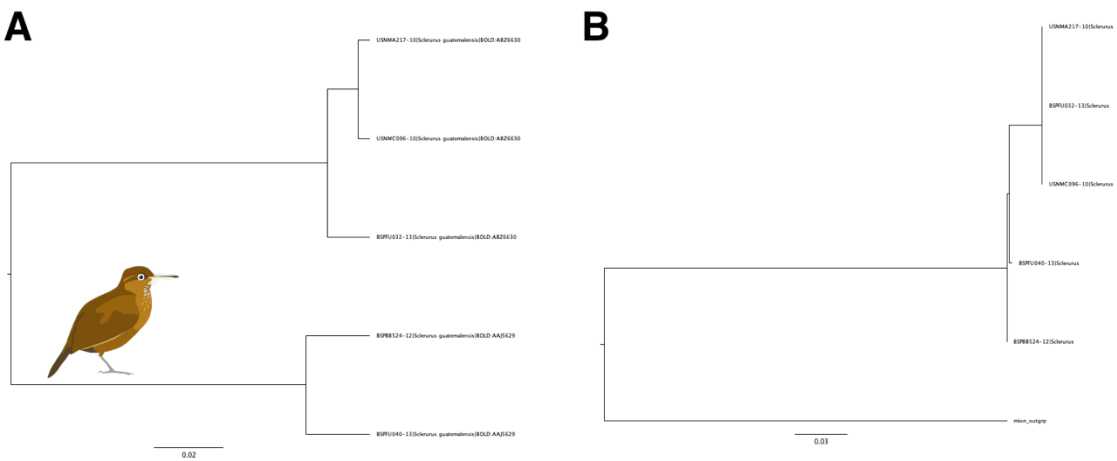 A
USNMA217-10|Sclerurus guatemalensis|BOLD:ABZ6630
USNMC096-10|Sclerurus guatemalensis|BOLD:ABZ6630
BSPFU032-13|Sclerurus guatemalensis|BOLD:ABZ6630
BSPBB524-12|Sclerurus guatemalensis|BOLD:AAJ5629
BSPFU040-13|Sclerurus guatemalensis|BOLD:AAJ5629
0.02
B
USNMA217-10|Sclerurus
BSPFU032-13|Sclerurus
USNMC096-10|Sclerurus
BSPFU040-13|Sclerurus
BSPBB524-12|Sclerurus
mion_outgrp
0.03